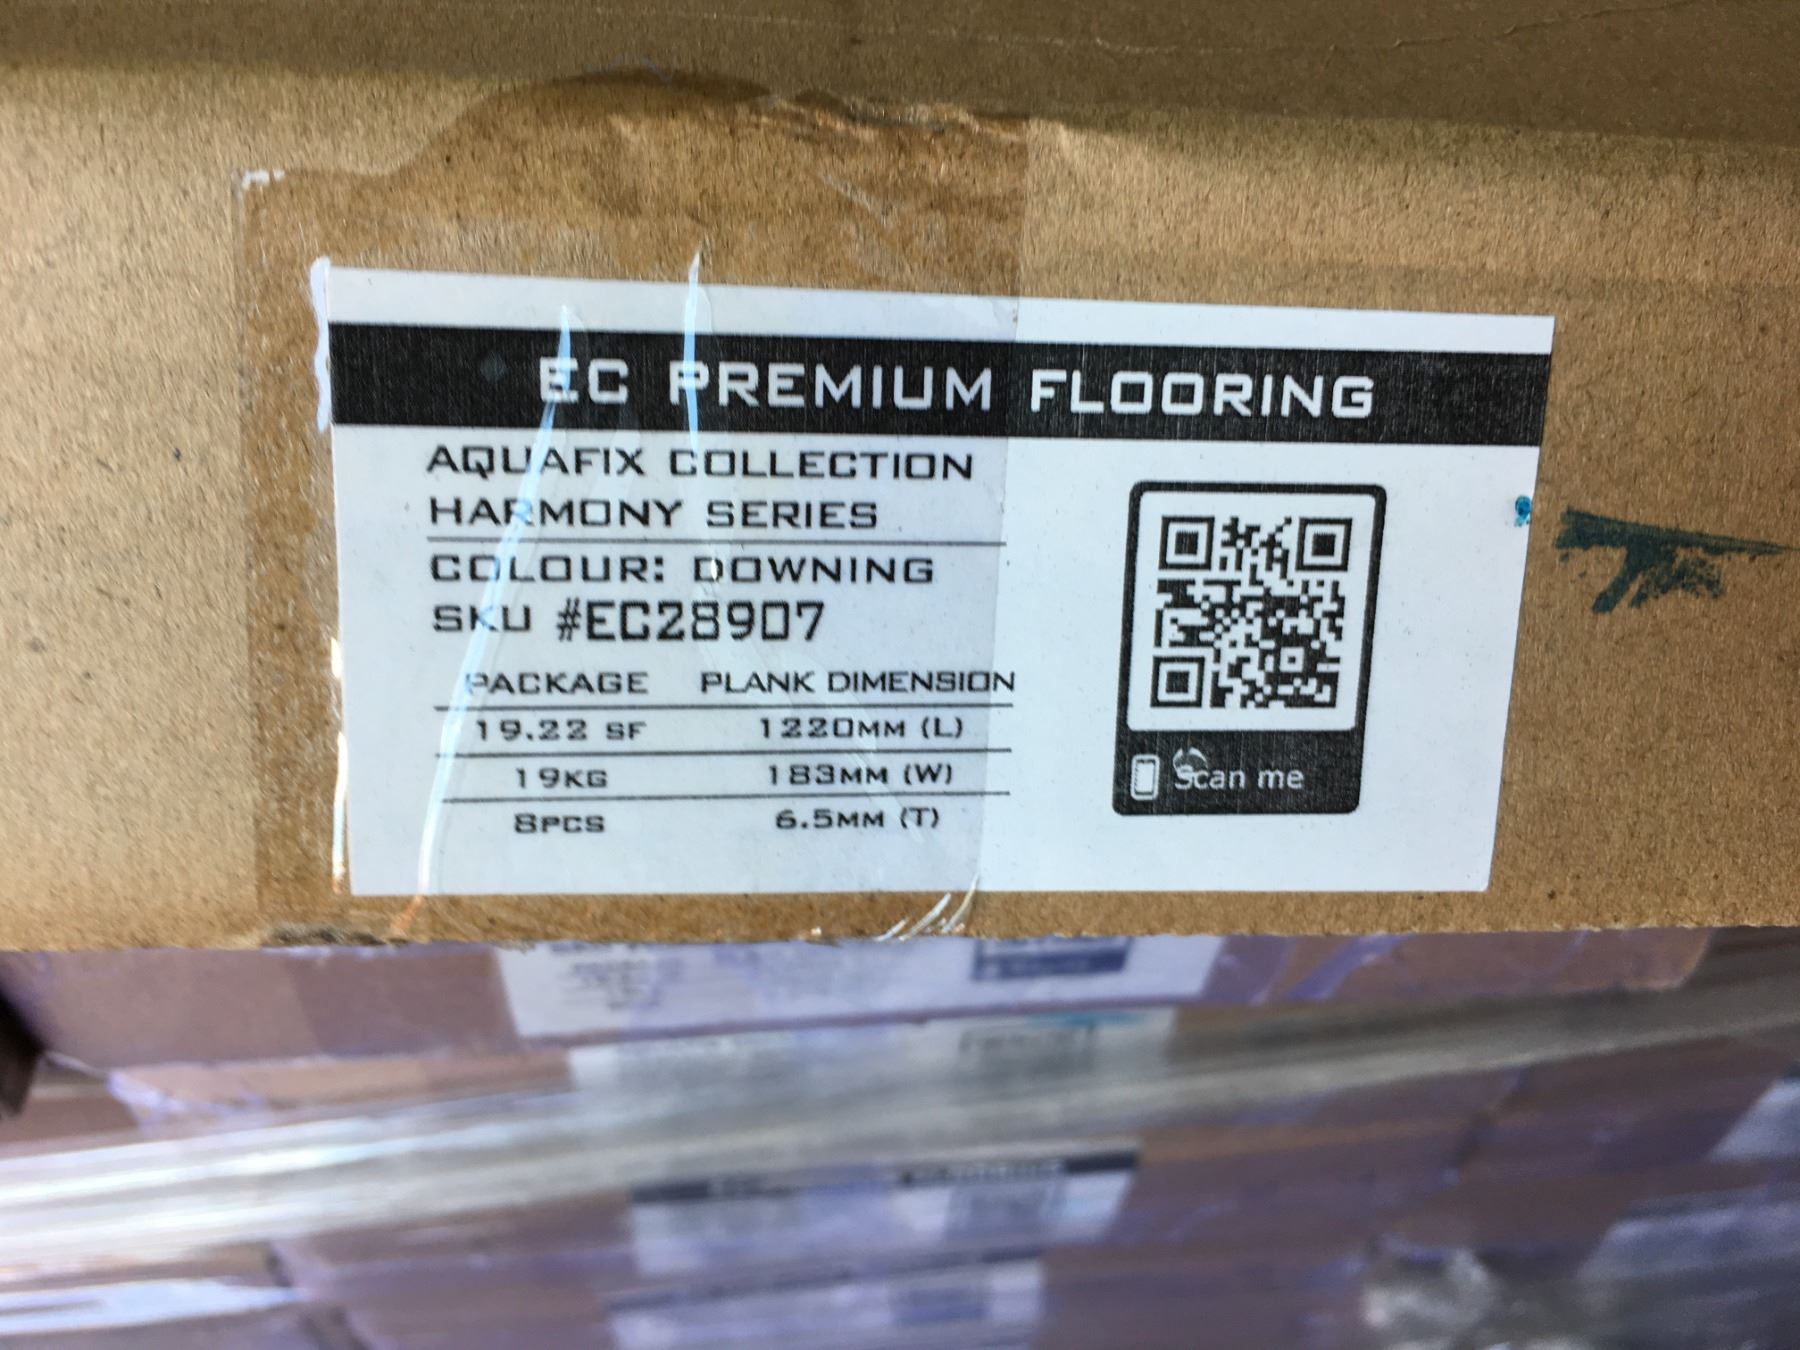 EC PREMIUM FLOORING
AQUAFIX COLLECTION
HARMONY SERIES
COLOUR: DOWNING
SKU #EC28907
PACKAGE PLANK DIMENSION
19.22 SF 1220MM (L)
19KG 183MM (W)
8PCS 6.5MM (T)
Scan me